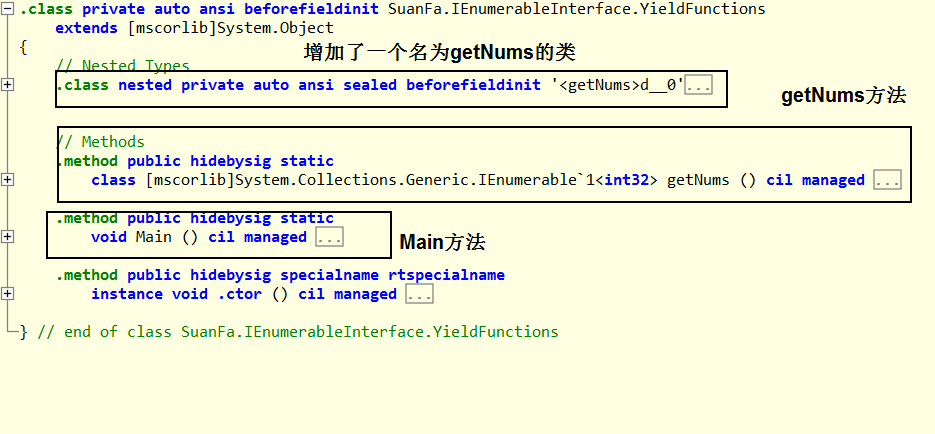 .class private auto ansi beforefieldinit SuanFa.IEnumerableInterface.YieldFunctions
extends [mscorlib]System.Object
{
增加了一个名为getNums的类
// Nested Types
.class nested private auto ansi sealed beforefieldinit '<getNums>d__0'...
getNums方法
// Methods
.method public hidebysig static
class [mscorlib]System.Collections.Generic.IEnumerable`1<int32> getNums () cil managed ...
.method public hidebysig static
void Main () cil managed ...
Main方法
.method public hidebysig specialname rtspecialname
instance void .ctor () cil managed ...
} // end of class SuanFa.IEnumerableInterface.YieldFunctions